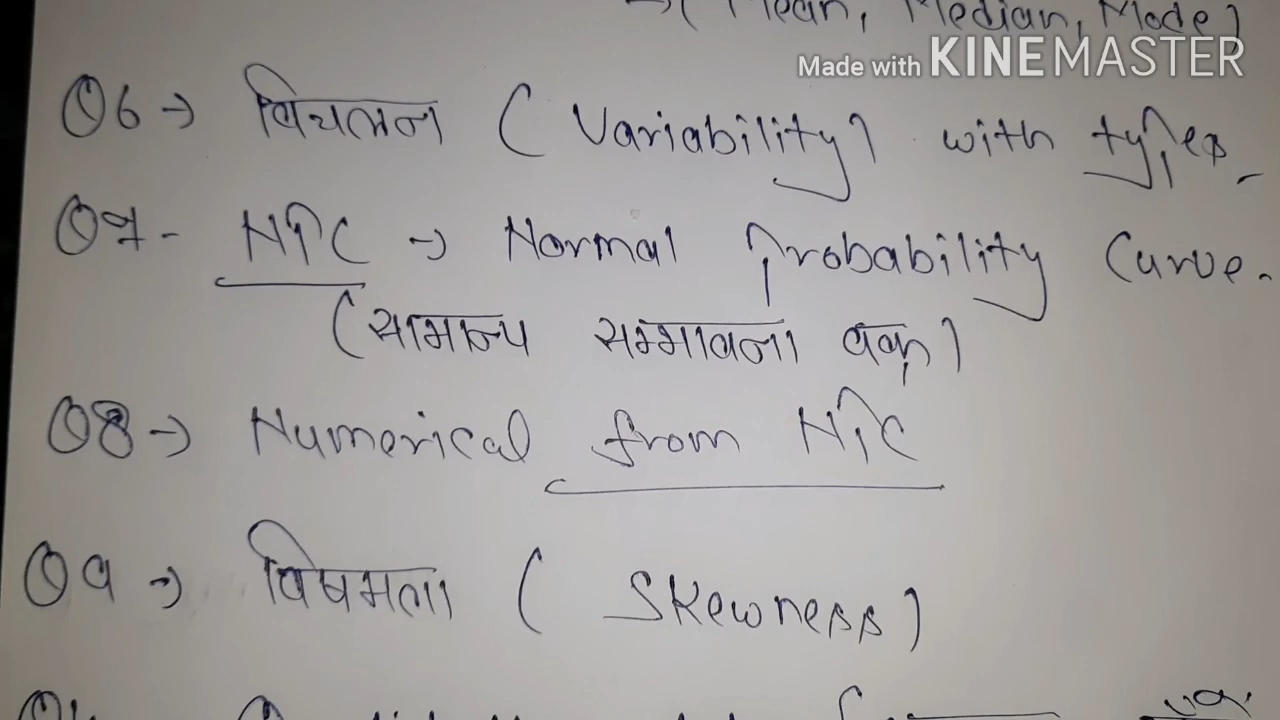 → (Mean, Median, Mode)
Made with KINEMASTER
Q6 → विचलन (Variability) with types.
Q7 - NPC → Normal Probability Curve.
(सामान्य सम्भावना वक्र)
Q8 → Numerical from NPC
Q9 → विषमता (Skewness)